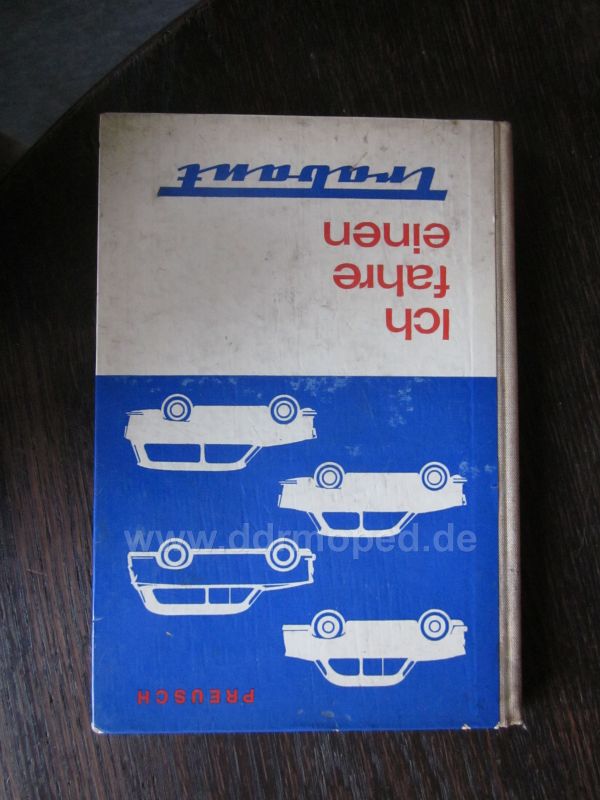 PREUSCH
Ich
fahre
einen
Trabant
www.ddrmoped.de